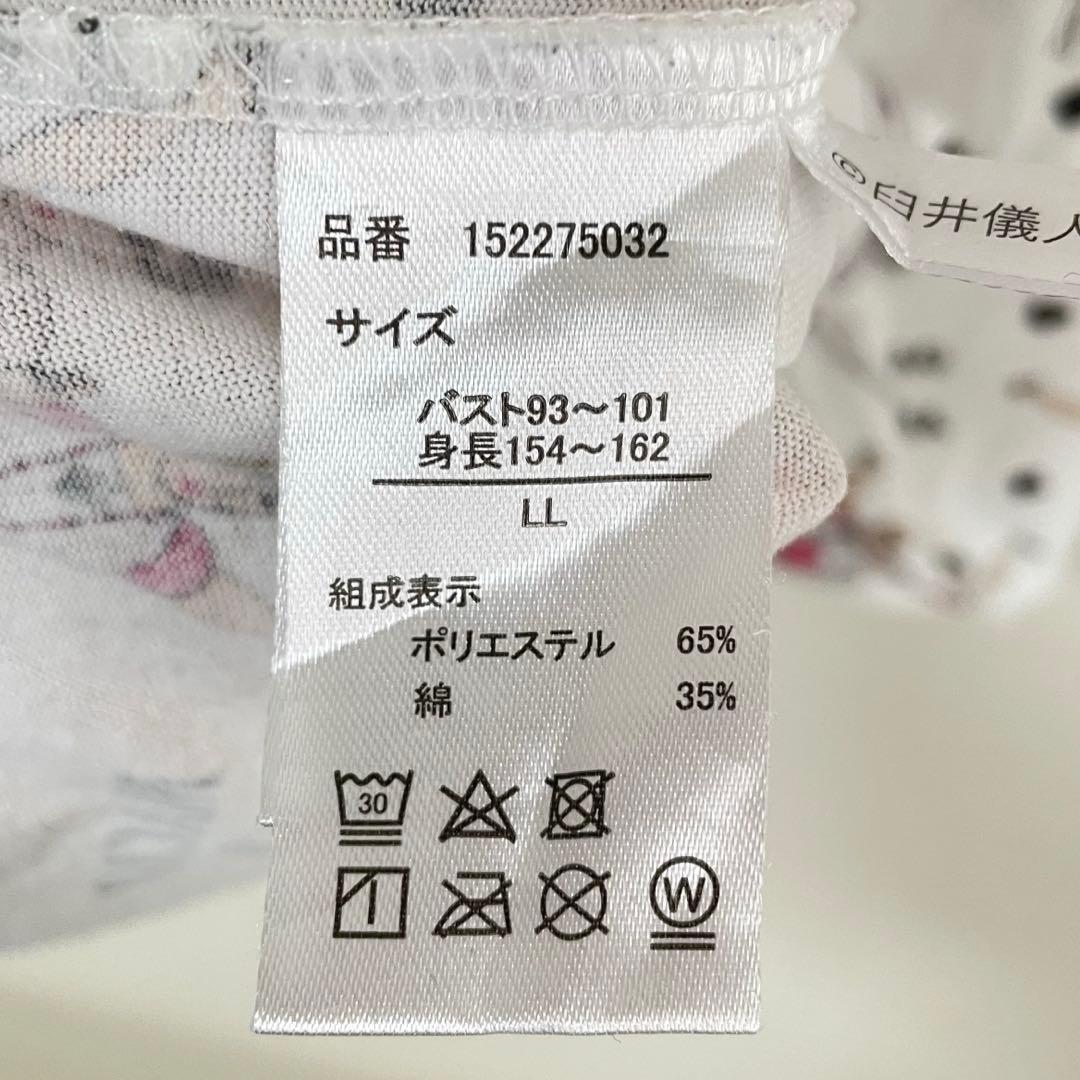 品番 152275032
サイズ
バスト93〜101
身長154〜162
LL
組成表示
ポリエステル 65%
綿 35%
30
W
©臼井儀人